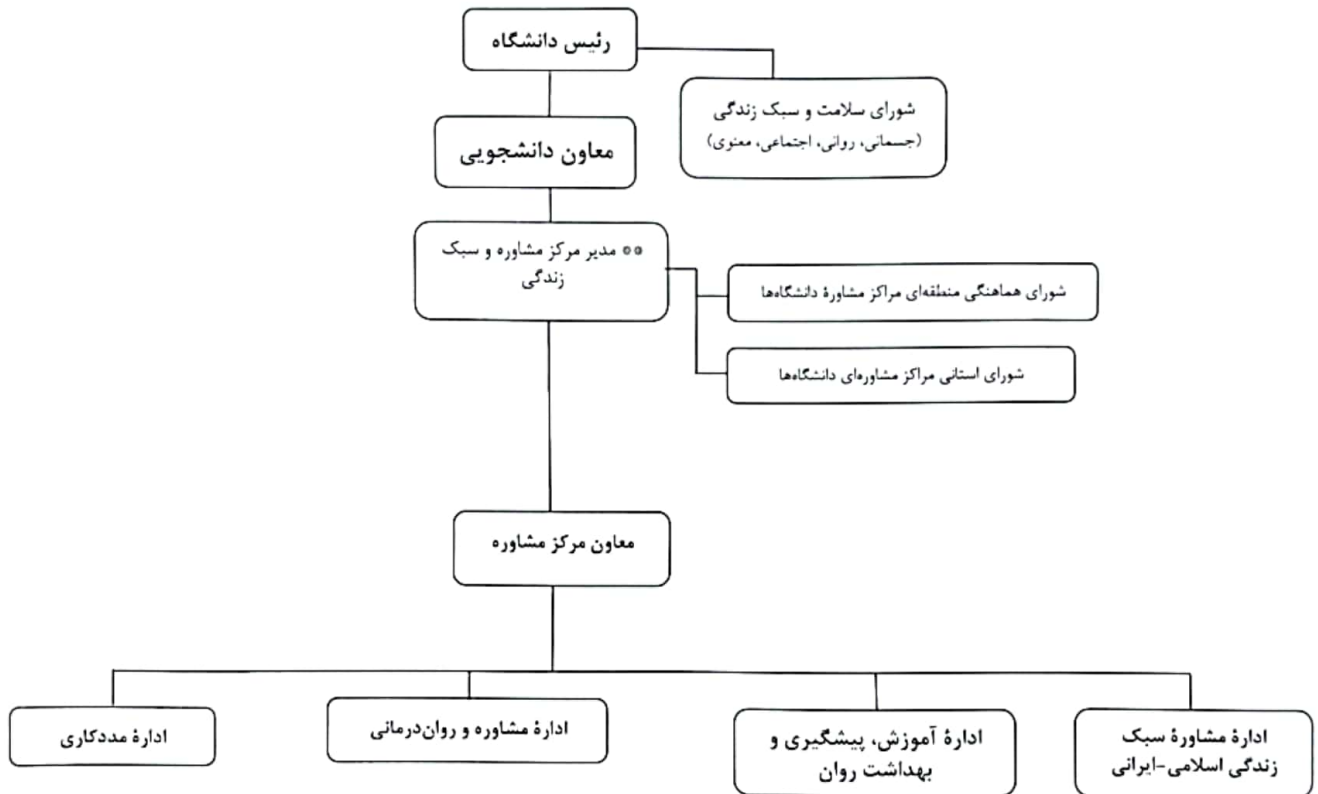 رئیس دانشگاه
شورای سلامت و سبک زندگی
(جسمانی، روانی، اجتماعی، معنوی)
معاون دانشجویی
** مدیر مرکز مشاوره و سبک
زندگی
شورای هماهنگی منطقه‌ای مراکز مشاورهٔ دانشگاه‌ها
شورای استانی مراکز مشاوره‌ای دانشگاه‌ها
معاون مرکز مشاوره
ادارهٔ مشاورهٔ سبک
زندگی اسلامی-ایرانی
ادارهٔ آموزش، پیشگیری و
بهداشت روان
ادارهٔ مشاوره و روان‌درمانی
ادارهٔ مددکاری